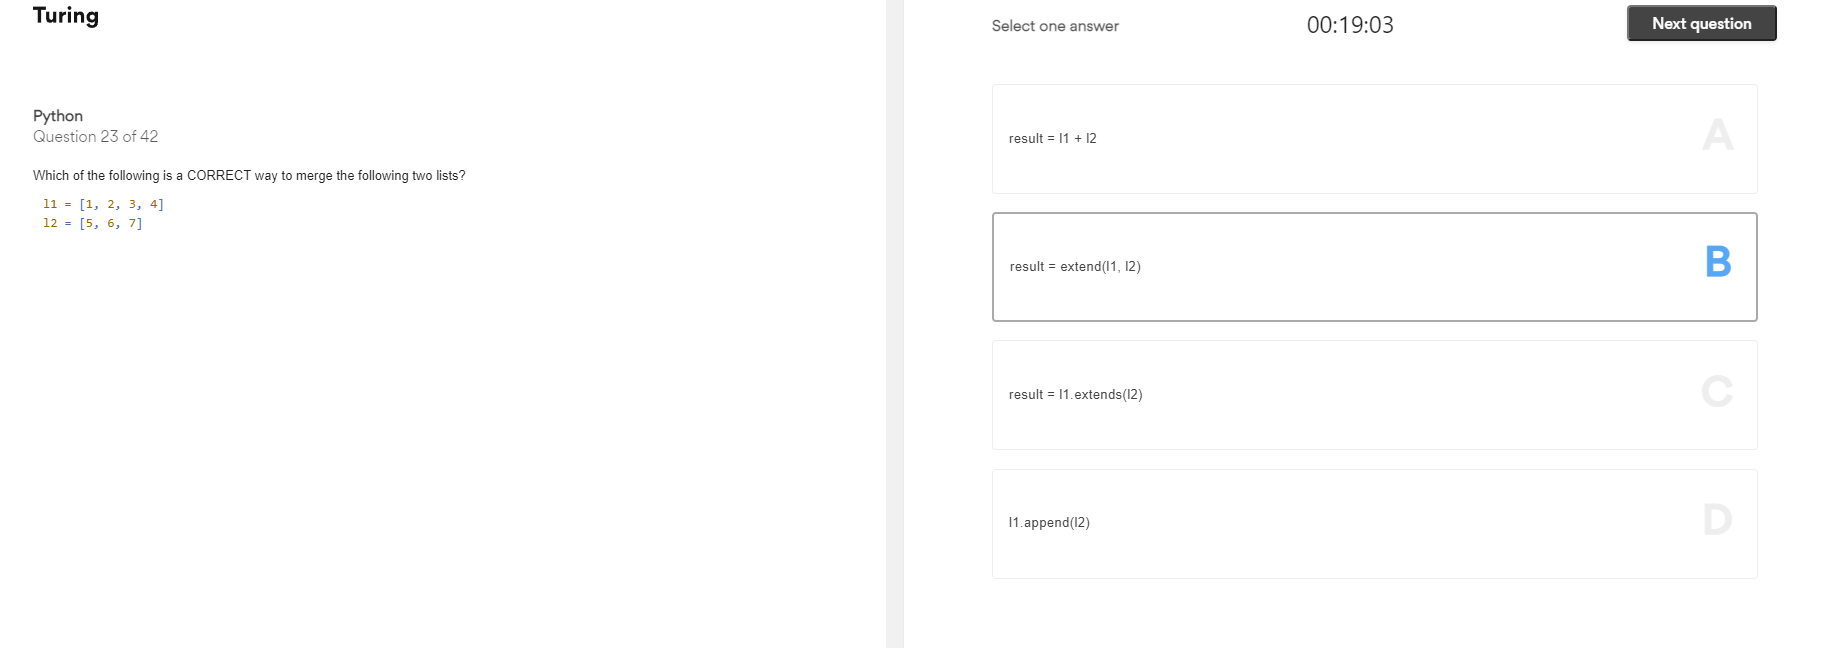 Turing
Select one answer
00:19:03
Next question
Python
Question 23 of 42
Which of the following is a CORRECT way to merge the following two lists?
l1 = [1, 2, 3, 4]
l2 = [5, 6, 7]
result = l1 + l2
A
result = extend(l1, l2)
B
result = l1.extends(l2)
C
l1.append(l2)
D